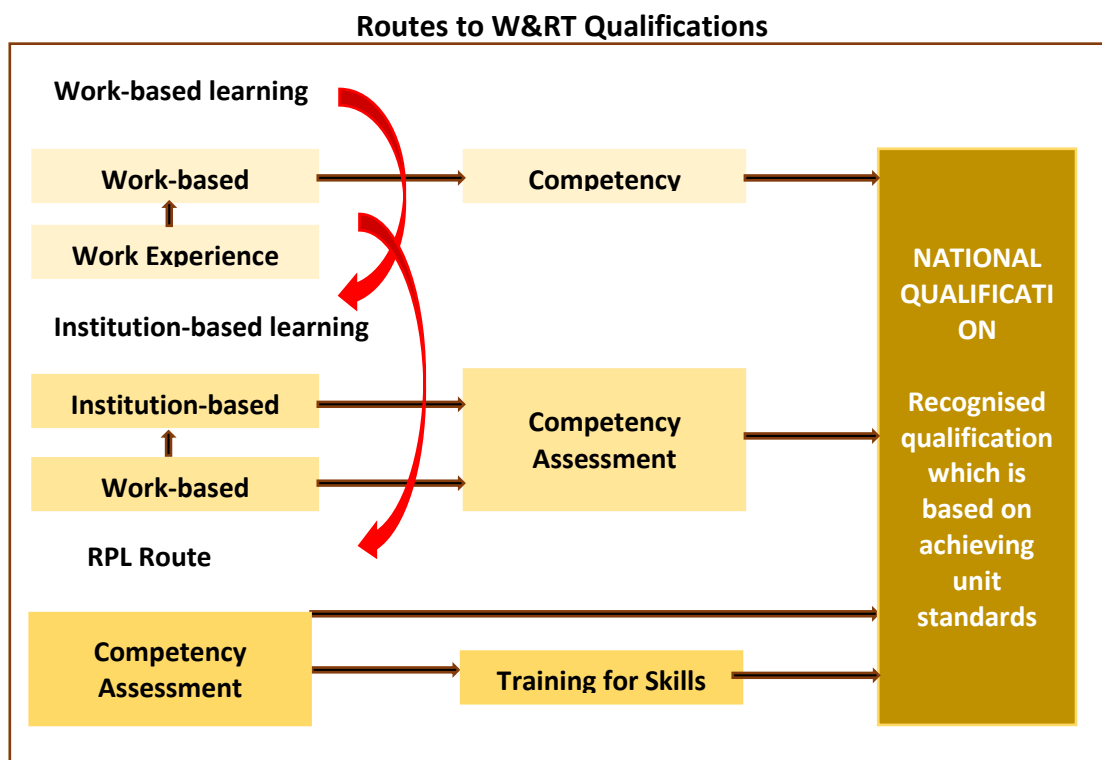 Routes to W&RT Qualifications
Work-based learning
Work-based
Competency
Work Experience
Institution-based learning
Institution-based
Work-based
Competency
Assessment
RPL Route
Competency
Assessment
Training for Skills
NATIONAL
QUALIFICATI
ON
Recognised
qualification
which is
based on
achieving
unit
standards